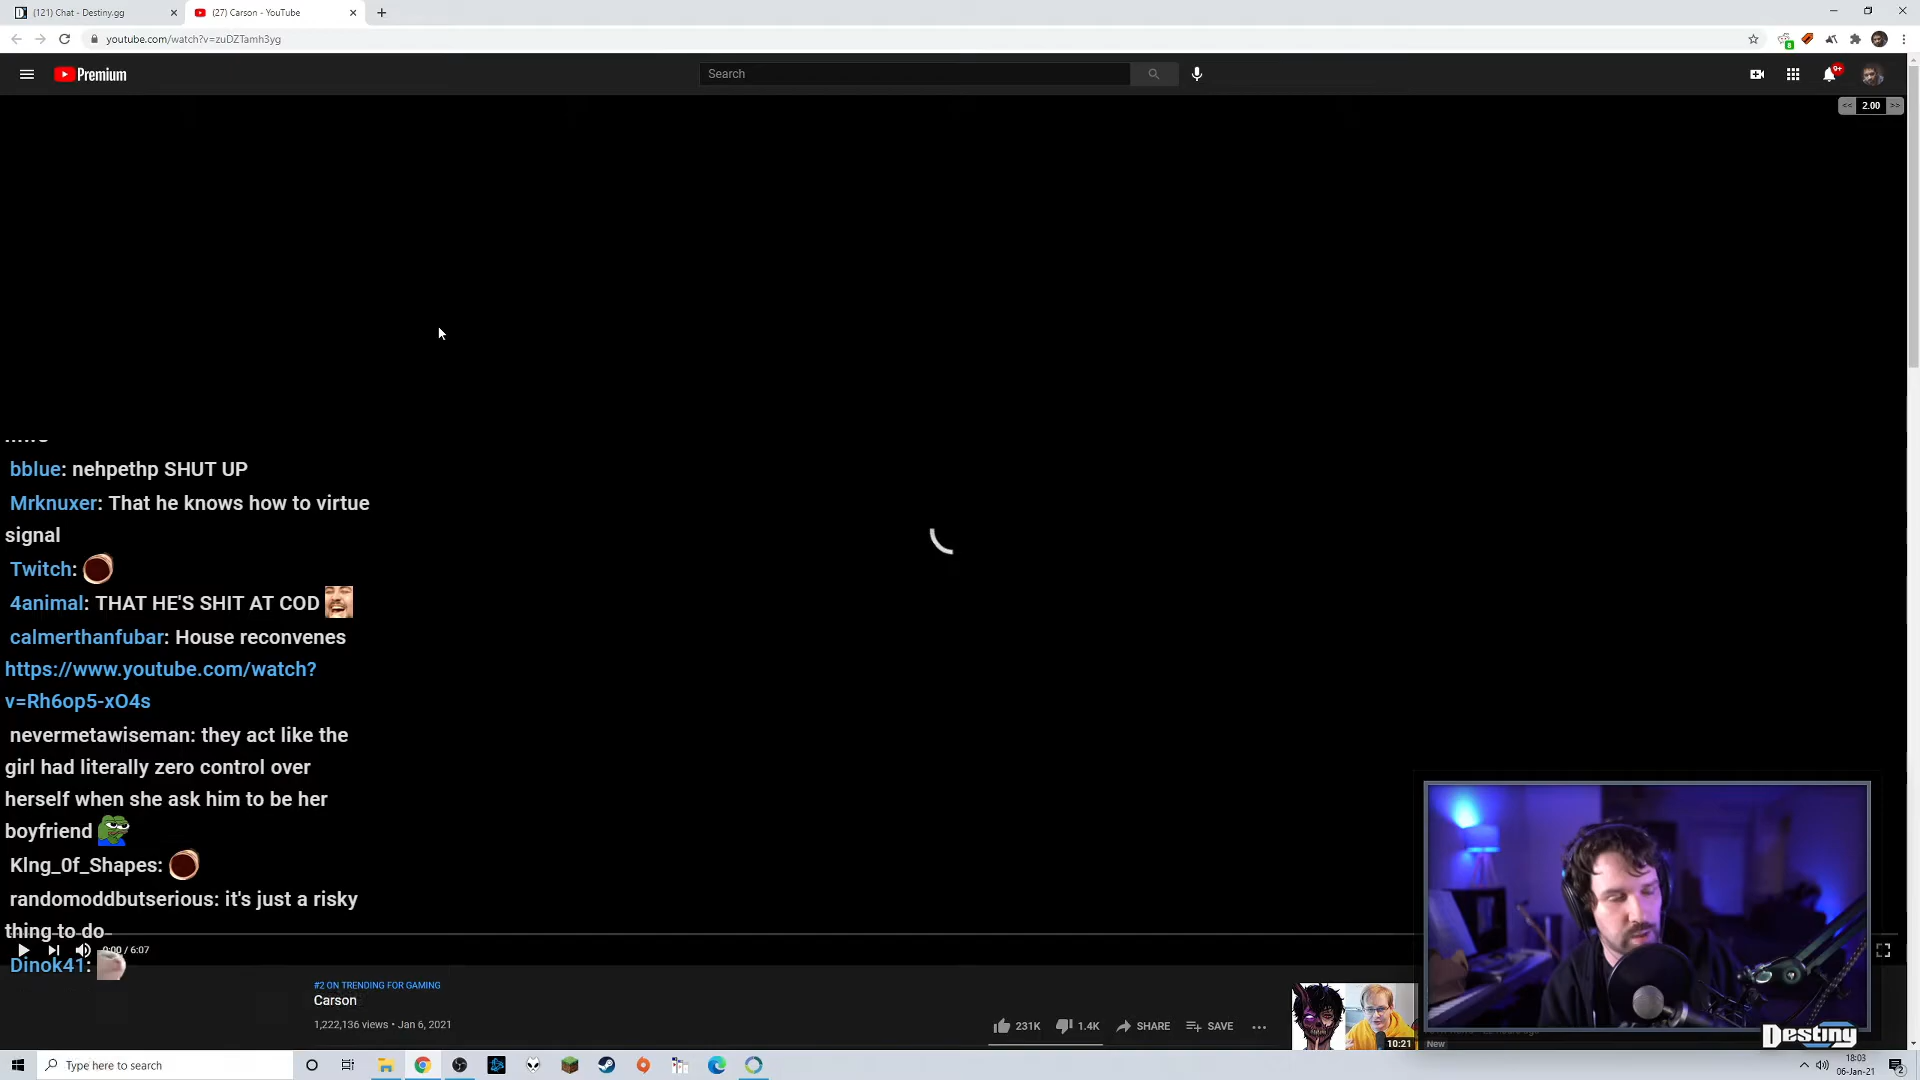 (121) Chat - Destiny.gg
(27) Carson - YouTube
youtube.com/watch?v=zuDZTamh3yg
8
Premium
Search
9+
<< 2.00 >>
bblue: nehpethp SHUT UP
Mrknuxer: That he knows how to virtue
signal
Twitch:
4animal: THAT HE'S SHIT AT COD
calmerthanfubar: House reconvenes
https://www.youtube.com/watch?
v=Rh6op5-xO4s
nevermetawiseman: they act like the
girl had literally zero control over
herself when she ask him to be her
boyfriend
Klng_0f_Shapes:
randomoddbutserious: it's just a risky
thing to do
0:00 / 6:07
Dinok41:
#2 ON TRENDING FOR GAMING
Carson
1,222,136 views • Jan 6, 2021
231K
1.4K
SHARE
SAVE
10:21
New
Destiny
Type here to search
18:03
06-Jan-21
2